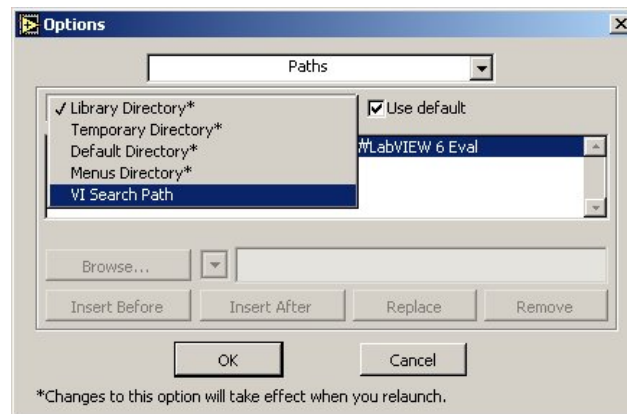 Options
Paths
✓ Library Directory*
Use default
Temporary Directory*
Default Directory*
₩LabVIEW 6 Eval
Menus Directory*
VI Search Path
Browse...
Insert Before
Insert After
Replace
Remove
OK
Cancel
*Changes to this option will take effect when you relaunch.